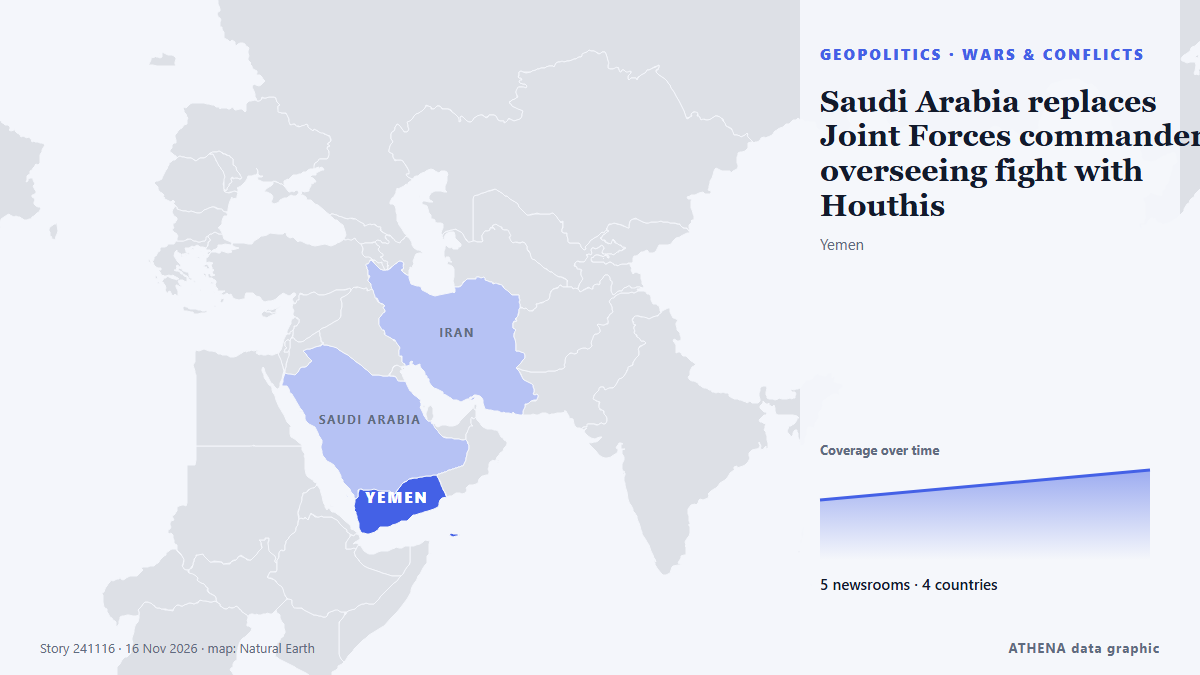 GEOPOLITICS · WARS & CONFLICTS
Saudi Arabia replaces
Joint Forces commander
overseeing fight with
Houthis
Yemen
IRAN
SAUDI ARABIA
YEMEN
Coverage over time
5 newsrooms · 4 countries
Story 241116 · 16 Nov 2026 · map: Natural Earth
ATHENA data graphic